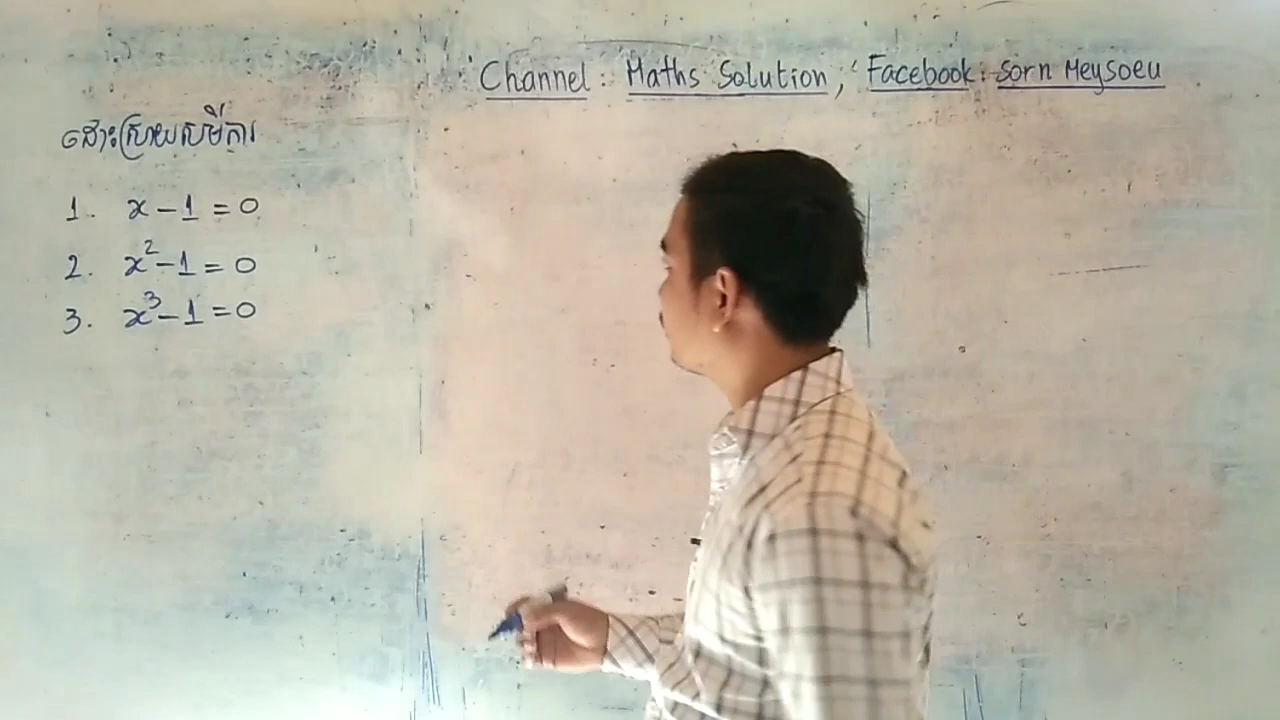 Channel : Maths Solution ; Facebook : Sorn Meysoeu
ដោះស្រាយសមីការ
1. x - 1 = 0
2. x² - 1 = 0
3. x³ - 1 = 0